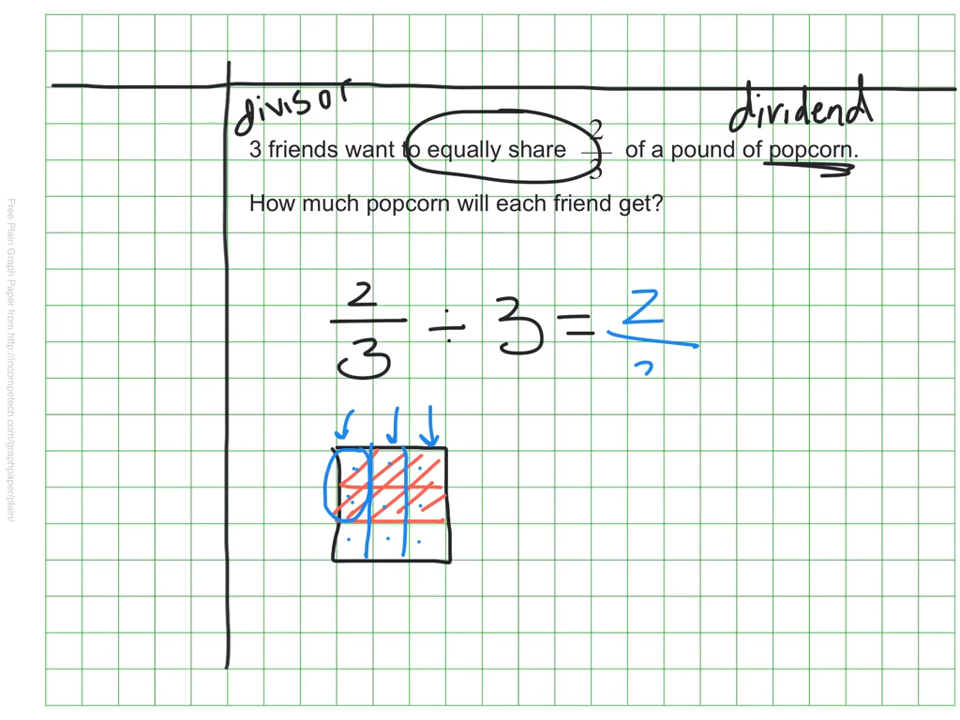 divisor
dividend
3 friends want to equally share 2/3 of a pound of popcorn.
How much popcorn will each friend get?
2/3 ÷ 3 = 2/
Free Plain Graph Paper from http://incompetech.com/graphpaper/plain/